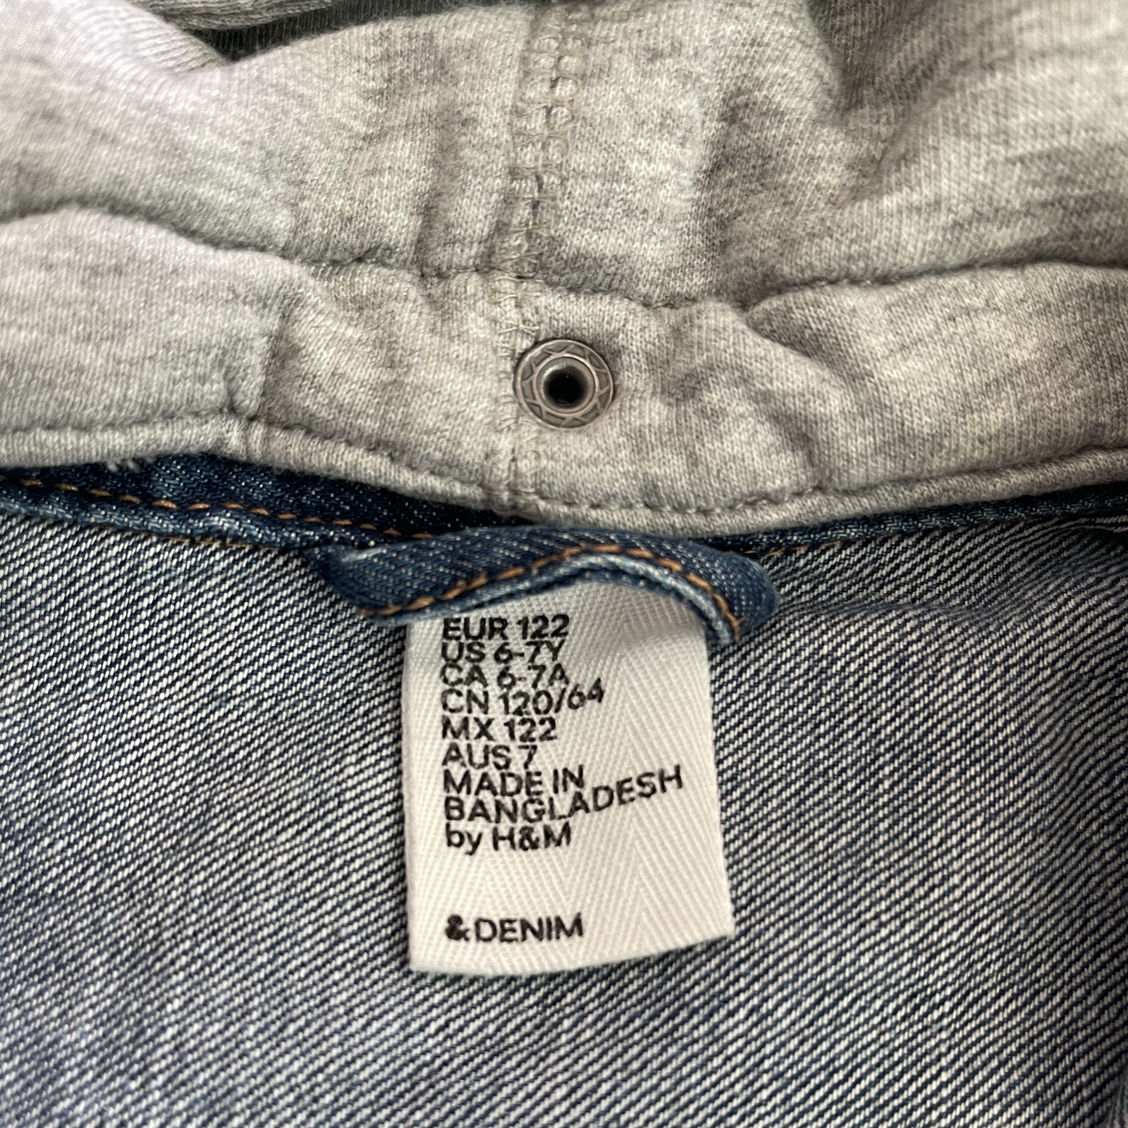 EUR 122
US 6-7Y
CA 6-7A
CN 120/64
MX 122
AUS 7
MADE IN
BANGLADESH
by H&M
&DENIM